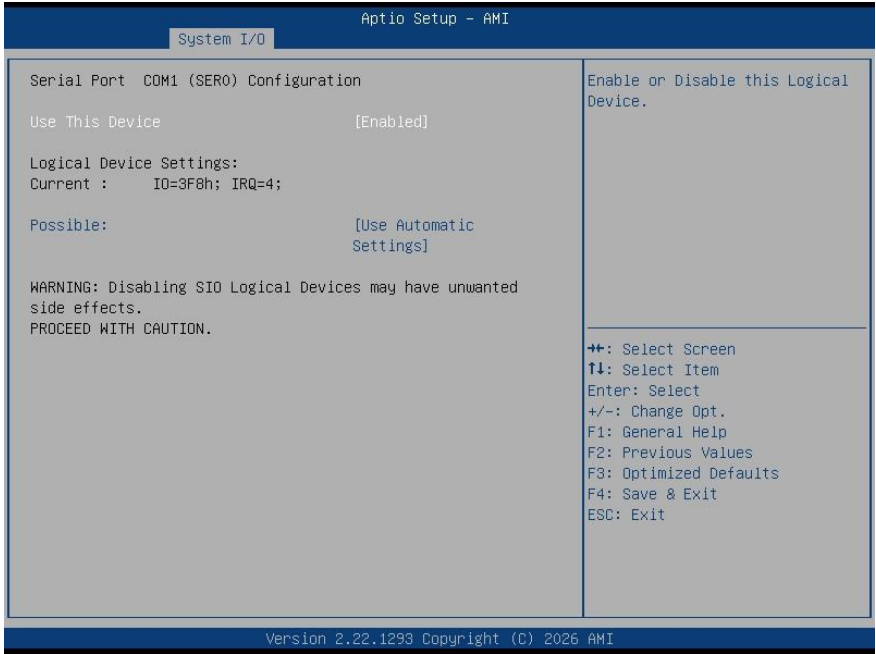 Aptio Setup – AMI
System I/O
Serial Port COM1 (SER0) Configuration
Use This Device [Enabled]
Logical Device Settings:
Current : IO=3F8h; IRQ=4;
Possible: [Use Automatic
Settings]
WARNING: Disabling SIO Logical Devices may have unwanted
side effects.
PROCEED WITH CAUTION.
Enable or Disable this Logical
Device.
→←: Select Screen
↑↓: Select Item
Enter: Select
+/-: Change Opt.
F1: General Help
F2: Previous Values
F3: Optimized Defaults
F4: Save & Exit
ESC: Exit
Version 2.22.1293 Copyright (C) 2026 AMI